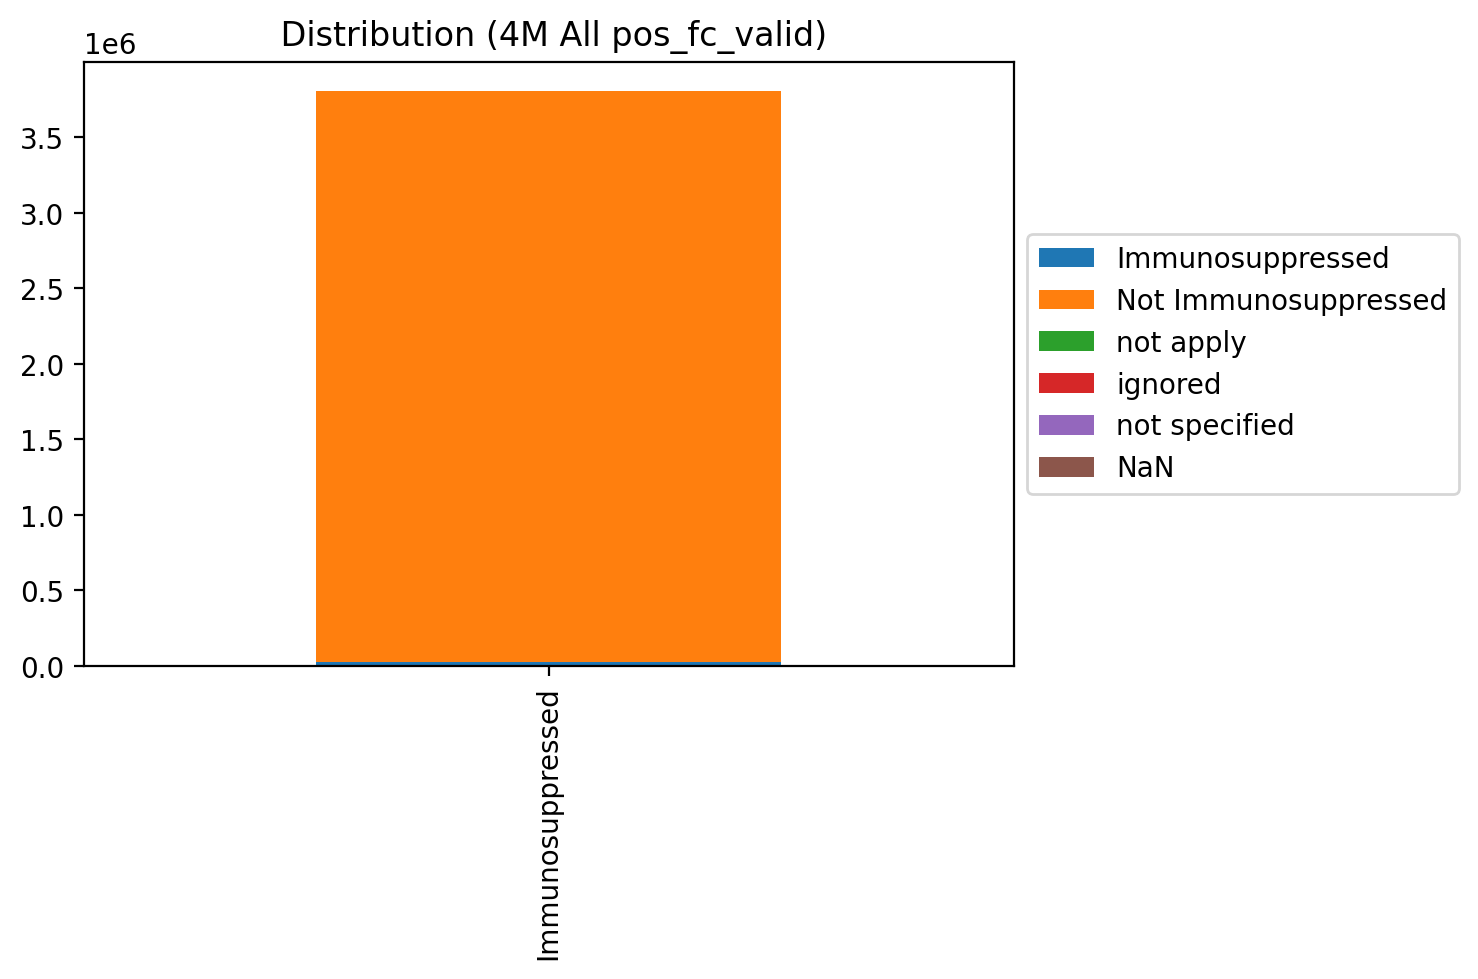 Distribution (4M All pos_fc_valid)
1e6
3.5
3.0
2.5
2.0
1.5
1.0
0.5
0.0
Immunosuppressed
Immunosuppressed
Not Immunosuppressed
not apply
ignored
not specified
NaN